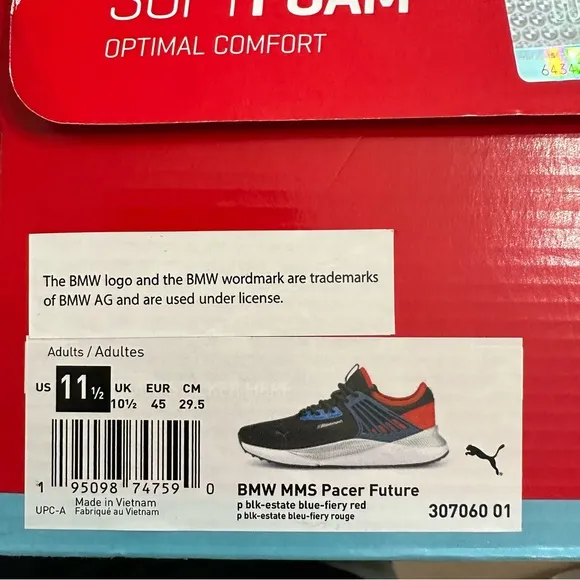 SOFTFOAM
OPTIMAL COMFORT
The BMW logo and the BMW wordmark are trademarks
of BMW AG and are used under license.
Adults / Adultes
US 11½ UK EUR CM
10½ 45 29.5
1 95098 74759 0
UPC-A
Made in Vietnam
Fabriqué au Vietnam
BMW MMS Pacer Future
p blk-estate blue-fiery red
p blk-estate bleu-fiery rouge
307060 01